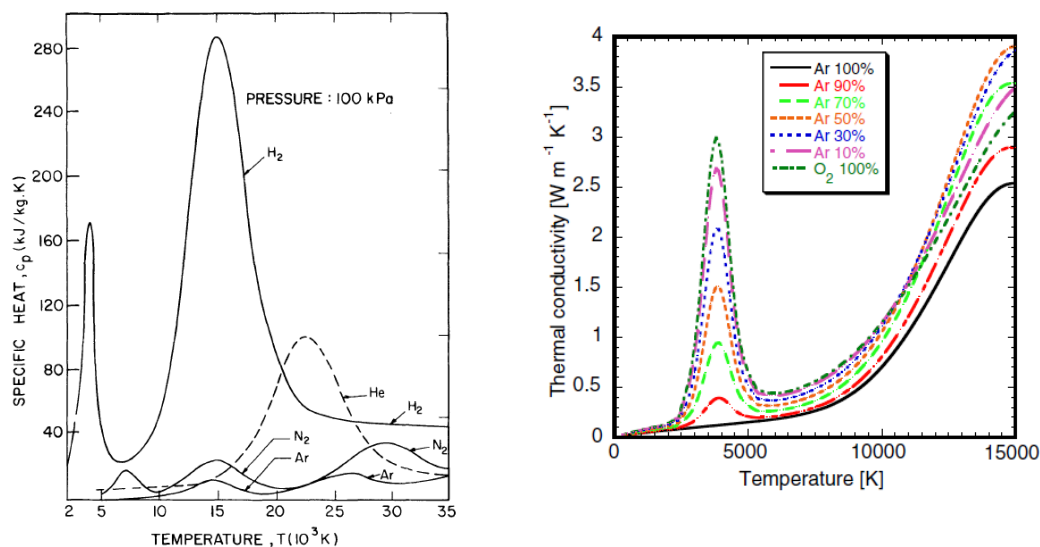 SPECIFIC HEAT, cp (kJ/kg.K)
280
240
200
160
120
80
40
PRESSURE : 100 kPa
H2
He
H2
N2
N2
Ar
Ar
2 5 10 15 20 25 30 35
TEMPERATURE , T(10³K)
Thermal conductivity [W m⁻¹ K⁻¹]
4
3.5
3
2.5
2
1.5
1
0.5
0
Ar 100%
Ar 90%
Ar 70%
Ar 50%
Ar 30%
Ar 10%
O2 100%
0 5000 10000 15000
Temperature [K]